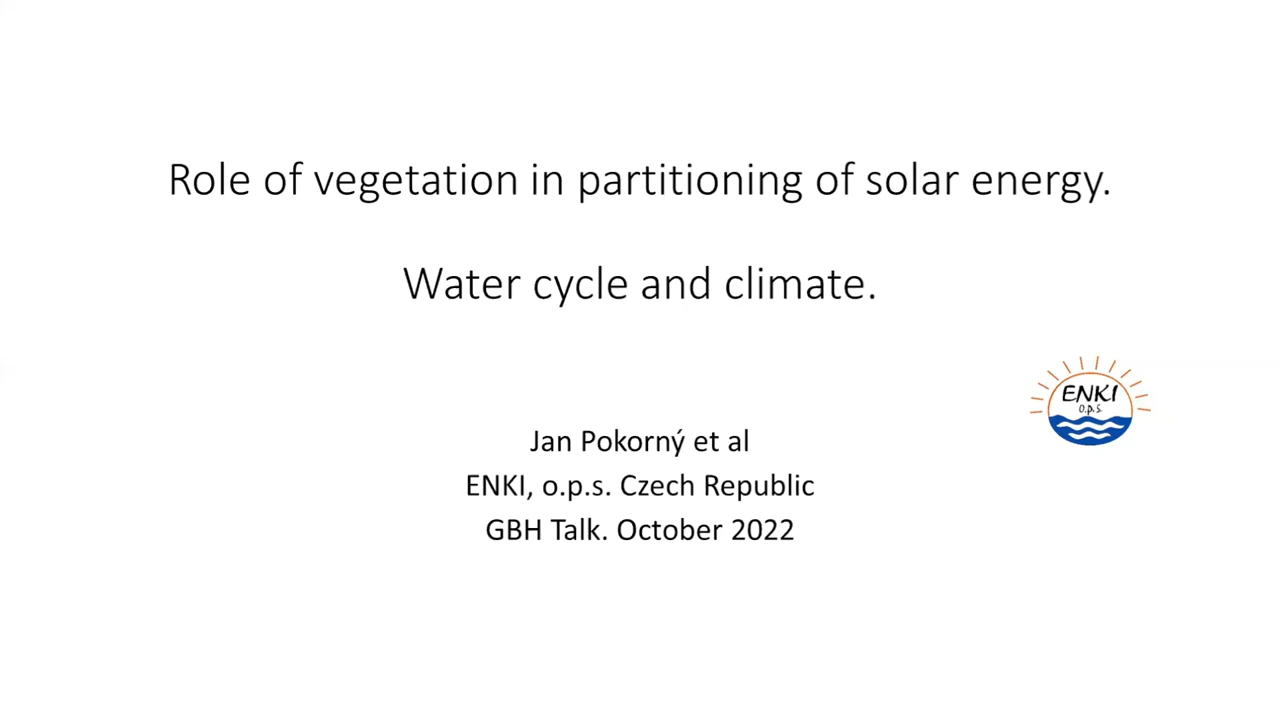 Role of vegetation in partitioning of solar energy.
Water cycle and climate.
ENKI
o.p.s.
Jan Pokorný et al
ENKI, o.p.s. Czech Republic
GBH Talk. October 2022